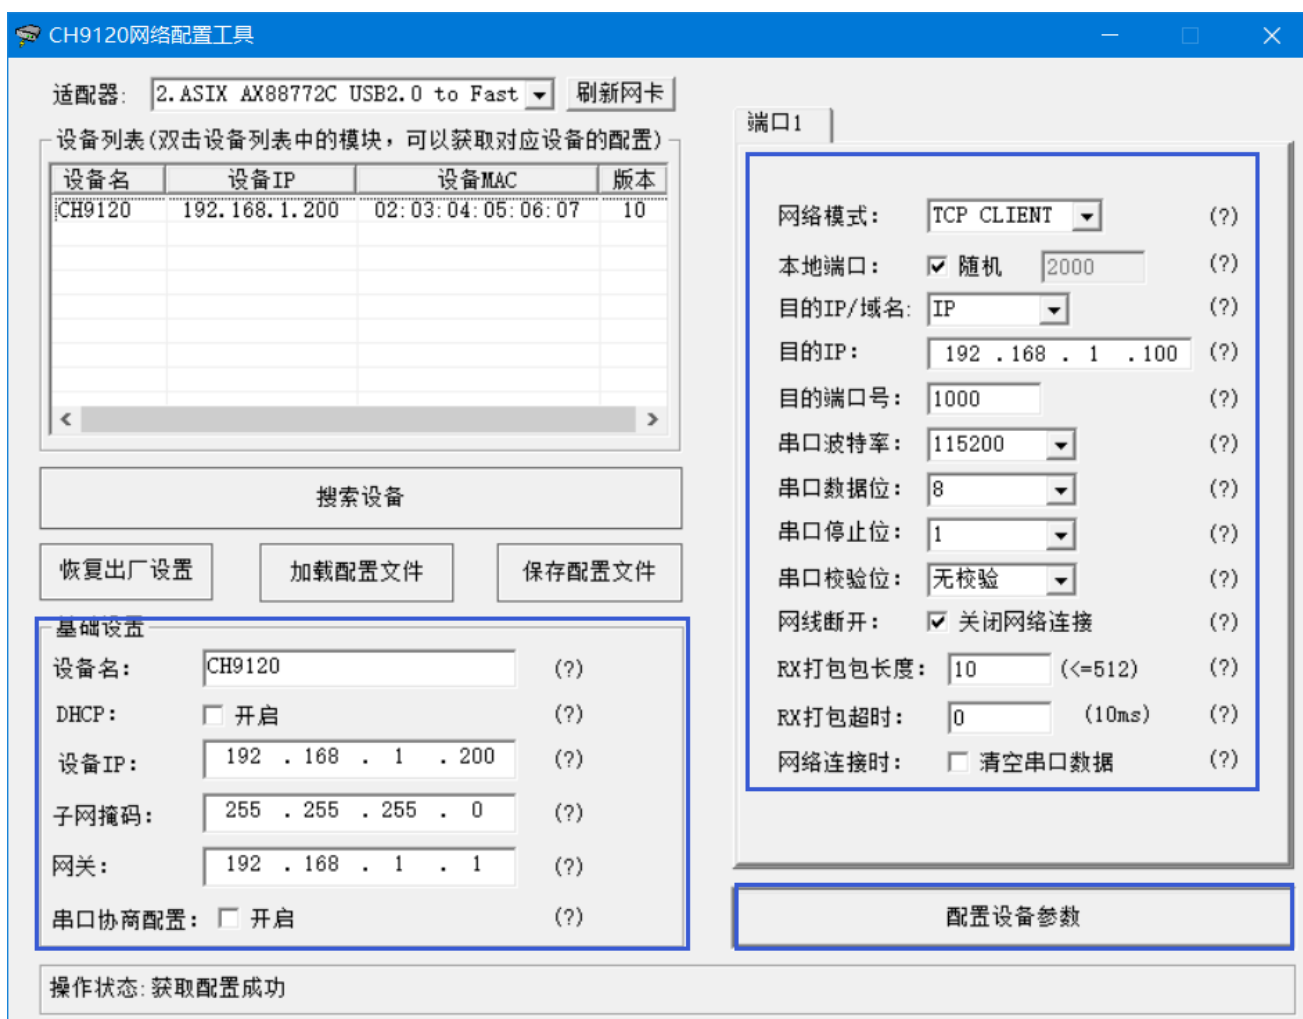 CH9120网络配置工具
适配器: 2.ASIX AX88772C USB2.0 to Fast 刷新网卡
设备列表(双击设备列表中的模块，可以获取对应设备的配置)
设备名 设备IP 设备MAC 版本
CH9120 192.168.1.200 02:03:04:05:06:07 10
搜索设备
恢复出厂设置 加载配置文件 保存配置文件
基础设置
设备名: CH9120 (?)
DHCP: 开启 (?)
设备IP: 192 .168 . 1 .200 (?)
子网掩码: 255 .255 .255 . 0 (?)
网关: 192 .168 . 1 . 1 (?)
串口协商配置: 开启 (?)
端口1
网络模式: TCP CLIENT (?)
本地端口: 随机 2000 (?)
目的IP/域名: IP (?)
目的IP: 192 .168 . 1 .100 (?)
目的端口号: 1000 (?)
串口波特率: 115200 (?)
串口数据位: 8 (?)
串口停止位: 1 (?)
串口校验位: 无校验 (?)
网线断开: 关闭网络连接 (?)
RX打包包长度: 10 (<=512) (?)
RX打包超时: 0 (10ms) (?)
网络连接时: 清空串口数据 (?)
配置设备参数
操作状态:获取配置成功